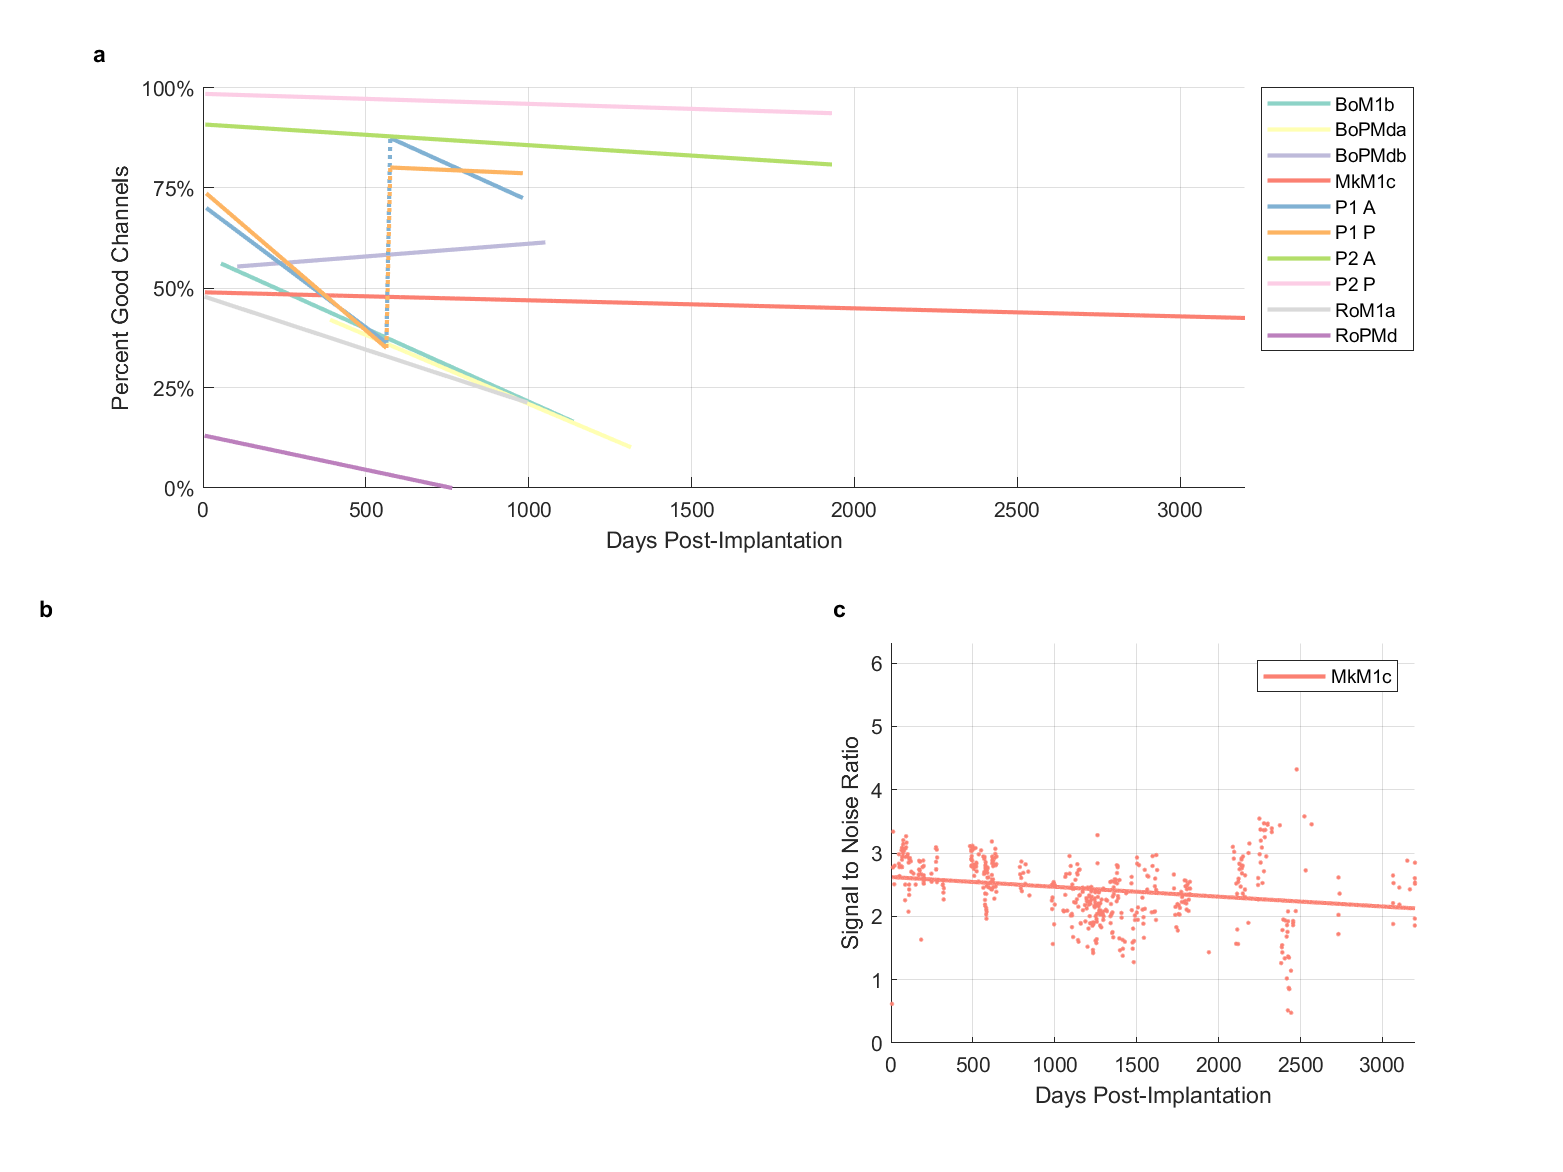 a
100%
75%
50%
25%
0%
Percent Good Channels
0 500 1000 1500 2000 2500 3000
Days Post-Implantation
BoM1b
BoPMda
BoPMdb
MkM1c
P1 A
P1 P
P2 A
P2 P
RoM1a
RoPMd
b
c
6
5
4
3
2
1
0
Signal to Noise Ratio
MkM1c
0 500 1000 1500 2000 2500 3000
Days Post-Implantation